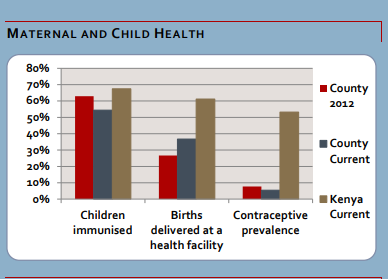 MATERNAL AND CHILD HEALTH
80%
70%
60%
50%
40%
30%
20%
10%
0%
Children
immunised
Births
delivered at a
health facility
Contraceptive
prevalence
County
2012
County
Current
Kenya
Current